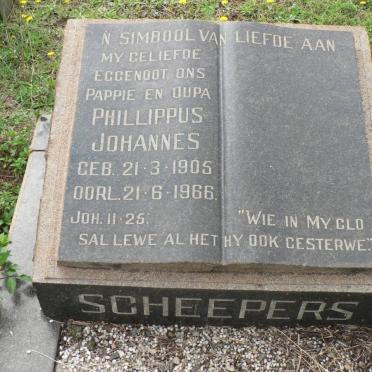 'N SIMBOOL VAN LIEFDE AAN
MY GELIEFDE
EGGENOOT, ONS
PAPPIE EN OUPA
PHILLIPPUS
JOHANNES
GEB. 21-3-1905
OORL. 21-6-1966.
JOH. 11-25: "WIE IN MY GLO
SAL LEWE AL HET HY OOK GESTERWE".
SCHEEPERS